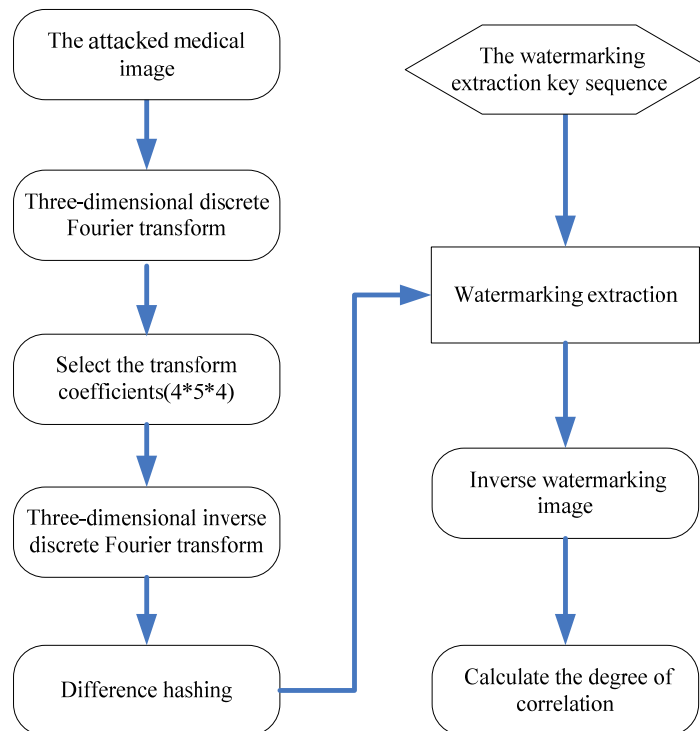 The attacked medical
image
Three-dimensional discrete
Fourier transform
Select the transform
coefficients(4*5*4)
Three-dimensional inverse
discrete Fourier transform
Difference hashing
The watermarking
extraction key sequence
Watermarking extraction
Inverse watermarking
image
Calculate the degree of
correlation